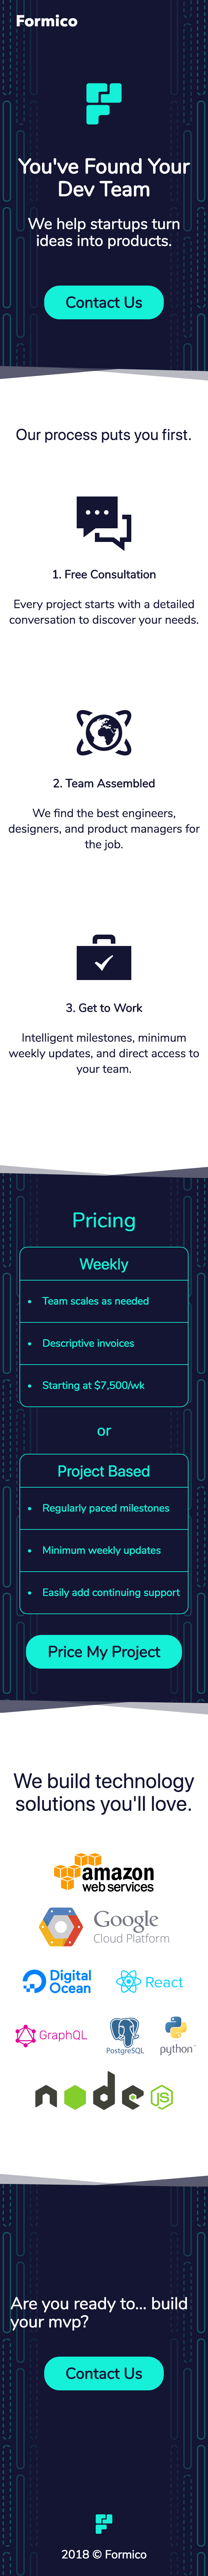 Formico
You've Found Your
Dev Team
We help startups turn
ideas into products.
Contact Us
Our process puts you first.
1. Free Consultation
Every project starts with a detailed
conversation to discover your needs.
2. Team Assembled
We find the best engineers,
designers, and product managers for
the job.
3. Get to Work
Intelligent milestones, minimum
weekly updates, and direct access to
your team.
Pricing
Weekly
• Team scales as needed
• Descriptive invoices
• Starting at $7,500/wk
or
Project Based
• Regularly paced milestones
• Minimum weekly updates
• Easily add continuing support
Price My Project
We build technology
solutions you'll love.
amazon
web services
Google
Cloud Platform
Digital
Ocean
React
GraphQL
PostgreSQL
python
node
JS
Are you ready to... build
your mvp?
Contact Us
2018 © Formico